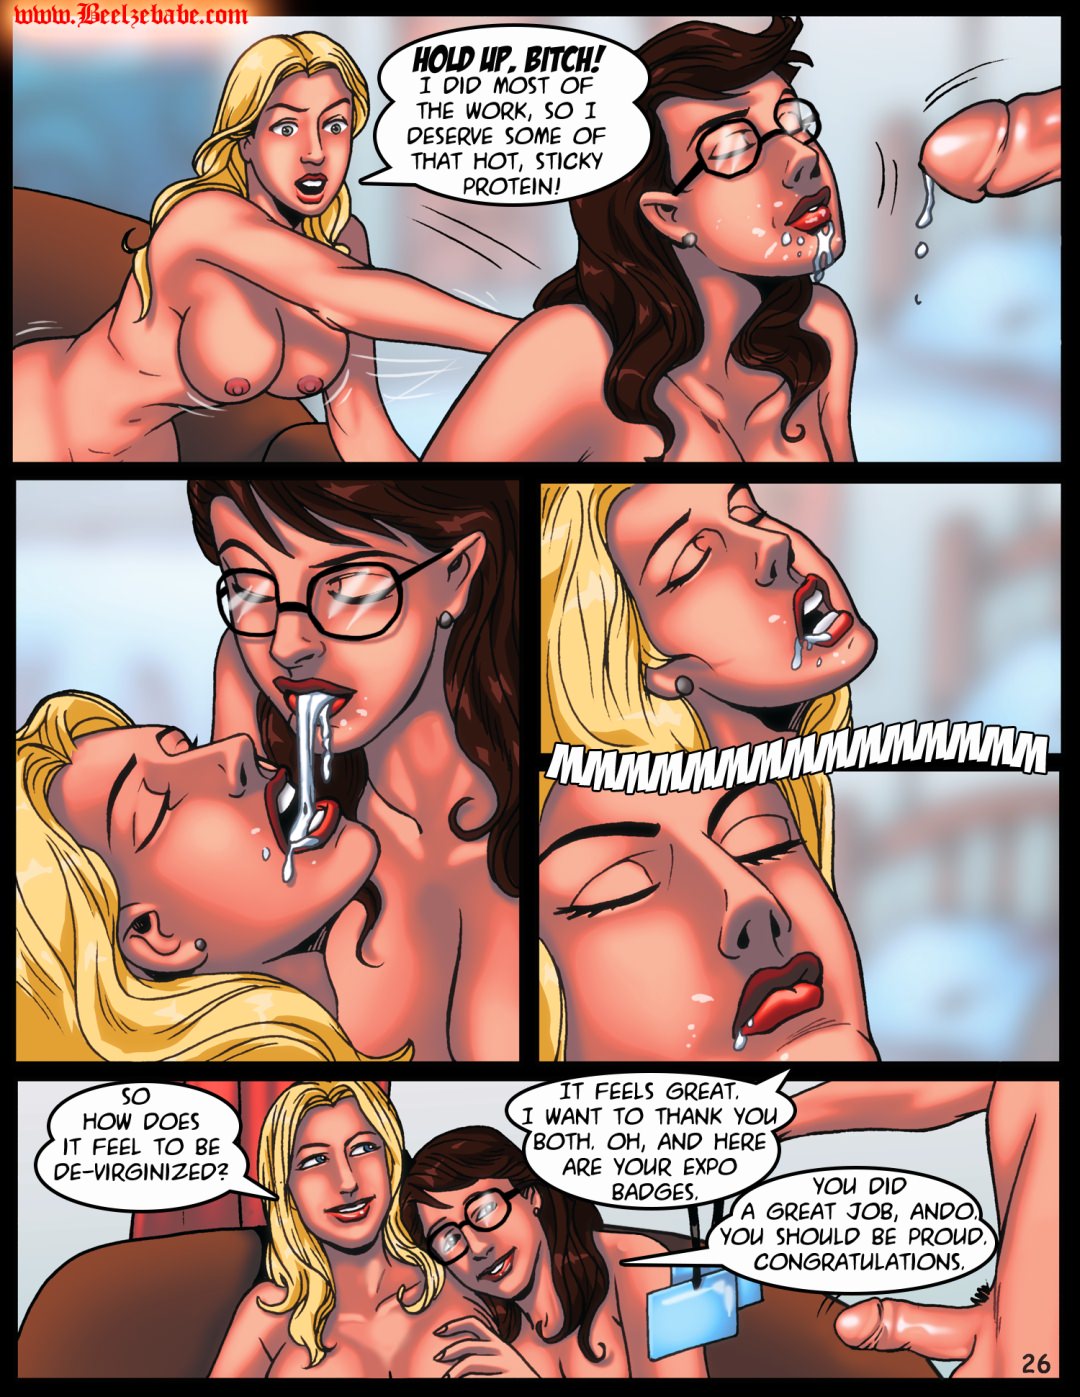 www.Beelzebabe.com
HOLD UP, BITCH!
I DID MOST OF
THE WORK, SO I
DESERVE SOME OF
THAT HOT, STICKY
PROTEIN!
MMMMMMMMMMMMMM
SO
HOW DOES
IT FEEL TO BE
DE-VIRGINIZED?
IT FEELS GREAT.
I WANT TO THANK YOU
BOTH. OH, AND HERE
ARE YOUR EXPO
BADGES.
YOU DID
A GREAT JOB, ANDO.
YOU SHOULD BE PROUD.
CONGRATULATIONS.
26